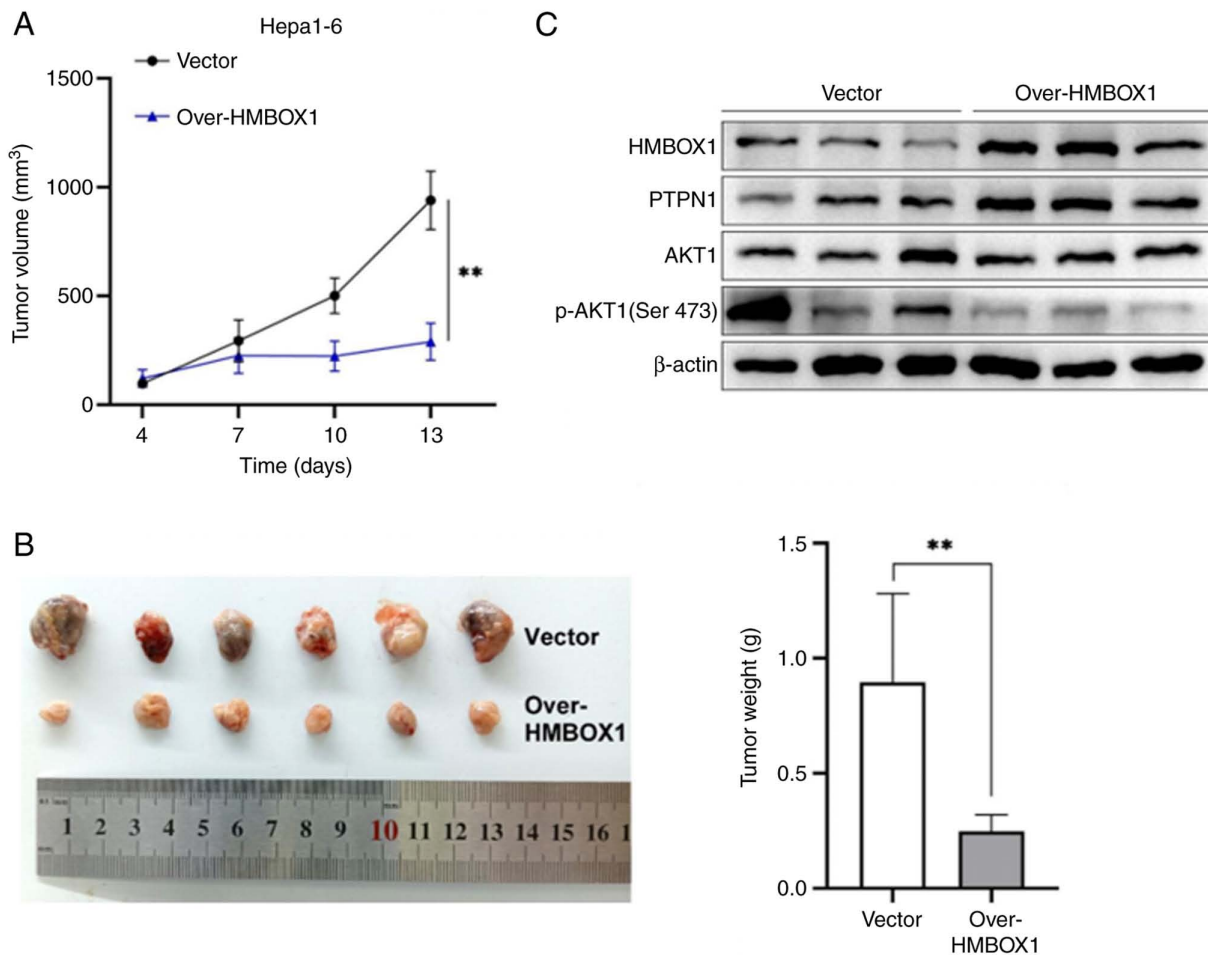 A
Hepa1-6
Vector
Over-HMBOX1
Tumor volume (mm³)
1500
1000
500
0
4 7 10 13
Time (days)
**
C
Vector Over-HMBOX1
HMBOX1
PTPN1
AKT1
p-AKT1(Ser 473)
β-actin
B
Vector
Over-
HMBOX1
1 2 3 4 5 6 7 8 9 10 11 12 13 14 15 16 1
Tumor weight (g)
1.5
1.0
0.5
0.0
**
Vector Over-
HMBOX1